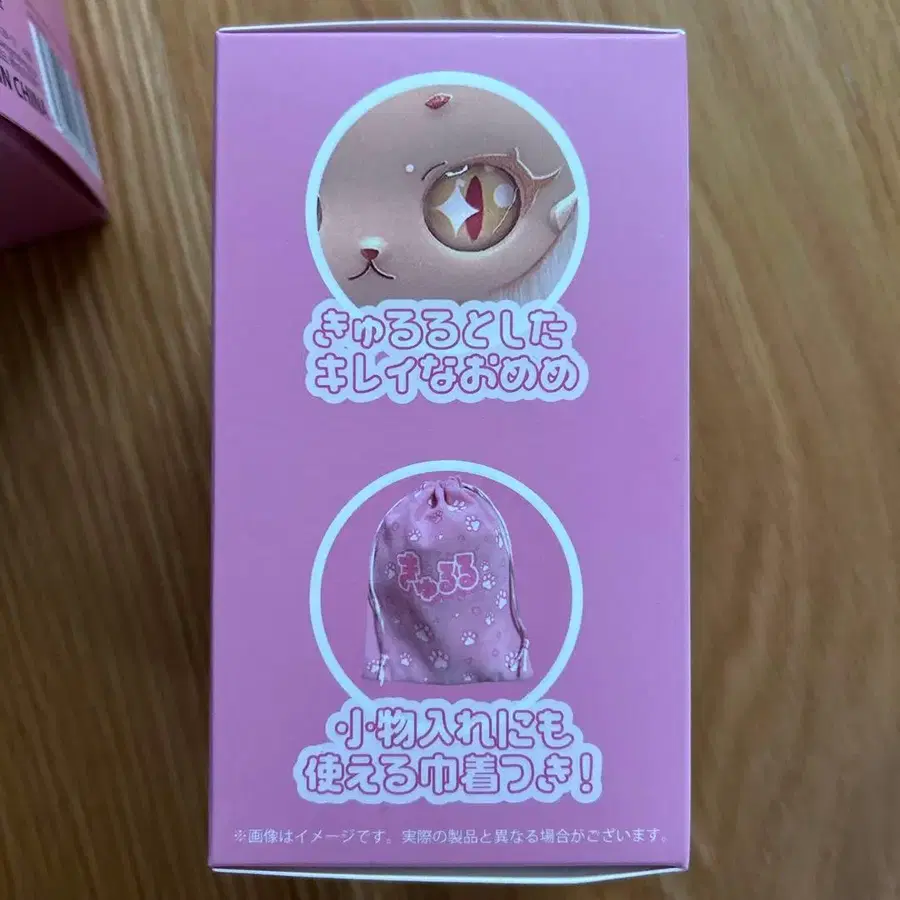 IN CHINA
きゅるるとした
キレイなおめめ
きゅるる
小物入れにも
使える巾着つき!
※画像はイメージです。実際の製品と異なる場合がございます。